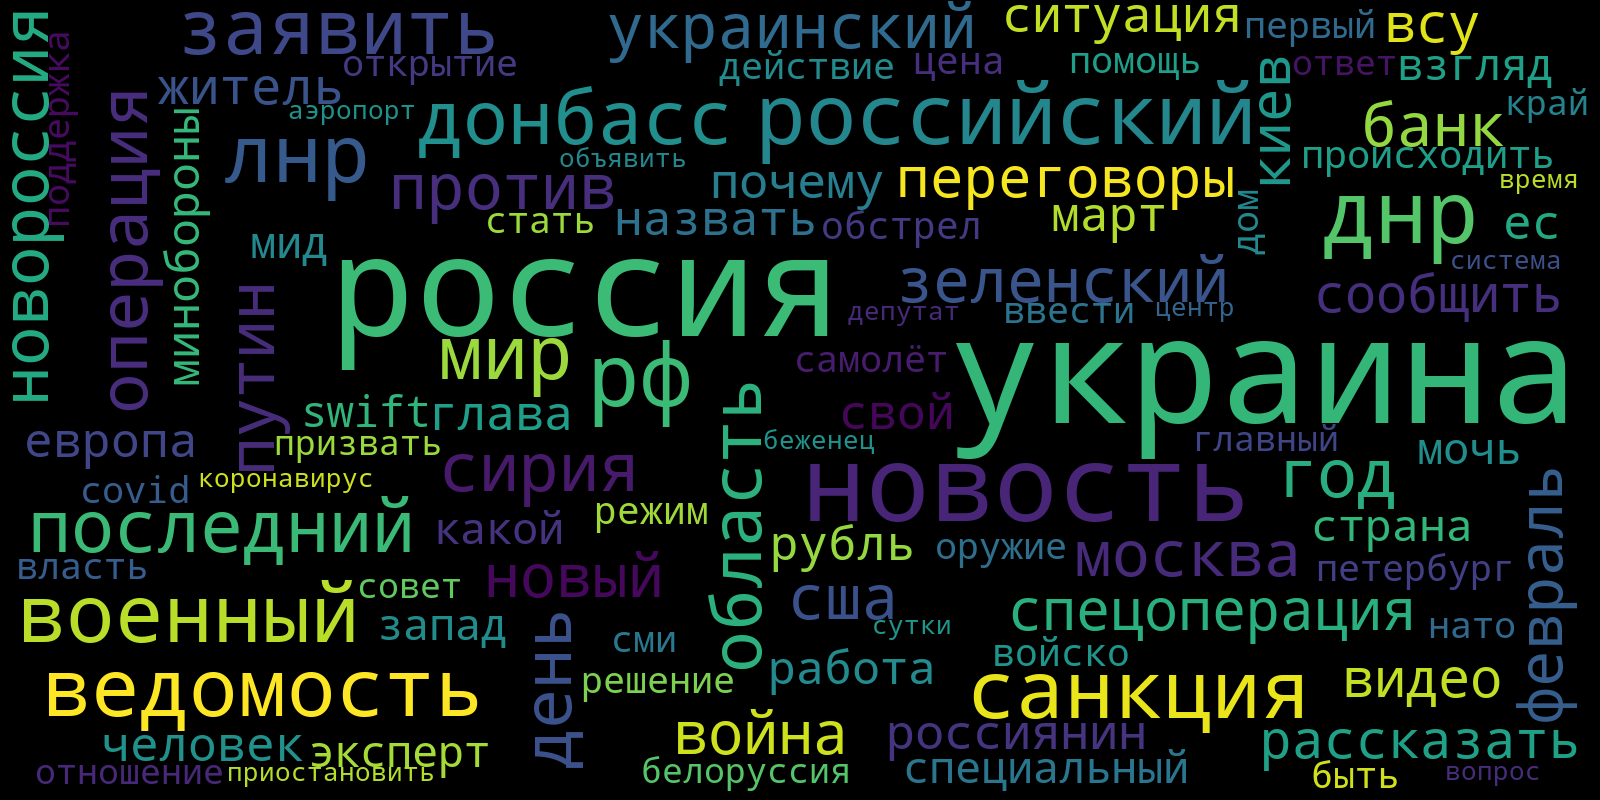 новороссия
поддержка
заявить
украинский
ситуация
первый
всу
открытие
действие
цена
помощь
киев
ответ
взгляд
житель
операция
аэропорт
донбасс
российский
банк
край
минобороны
лнр
объявить
происходить
против
почему
переговоры
время
стать
назвать
обстрел
март
дом
днр
ес
мид
россия
зеленский
система
сообщить
путин
депутат
ввести
центр
мир
рф
самолёт
украина
swift
глава
область
свой
европа
призвать
беженец
главный
мочь
covid
коронавирус
сирия
новость
год
февраль
последний
какой
режим
рубль
оружие
москва
страна
власть
совет
новый
сша
петербург
военный
запад
день
сми
сутки
спецоперация
нато
ведомость
решение
работа
войско
санкция
видео
человек
эксперт
война
россиянин
рассказать
отношение
приостановить
белоруссия
специальный
быть
вопрос